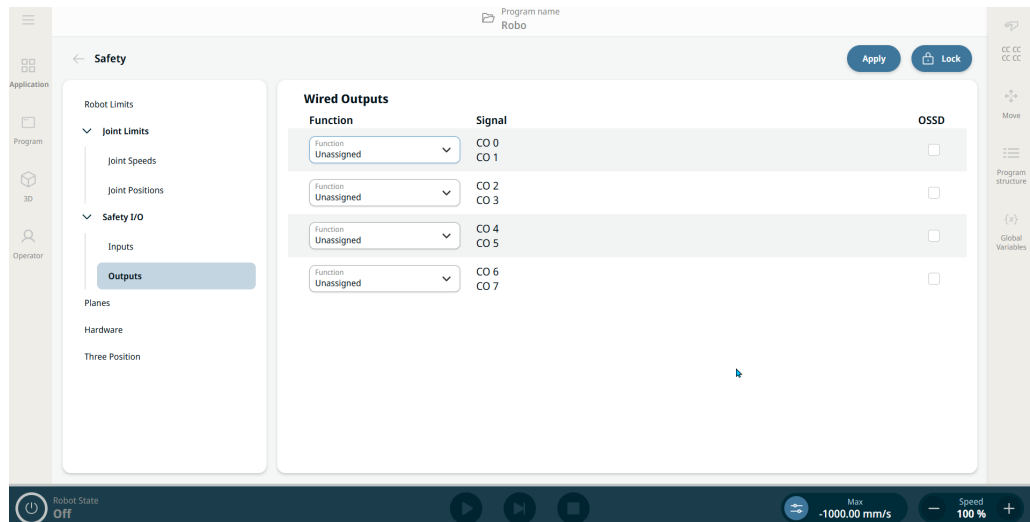 Program name
Robo
Safety
Apply
Lock
Application
Program
3D
Operator
Robot Limits
Joint Limits
Joint Speeds
Joint Positions
Safety I/O
Inputs
Outputs
Planes
Hardware
Three Position
Wired Outputs
Function Signal OSSD
Function
Unassigned
CO 0
CO 1
Function
Unassigned
CO 2
CO 3
Function
Unassigned
CO 4
CO 5
Function
Unassigned
CO 6
CO 7
CC CC
CC CC
Move
Program
structure
{x}
Global
Variables
Robot State
Off
Max
-1000.00 mm/s
Speed
100 %